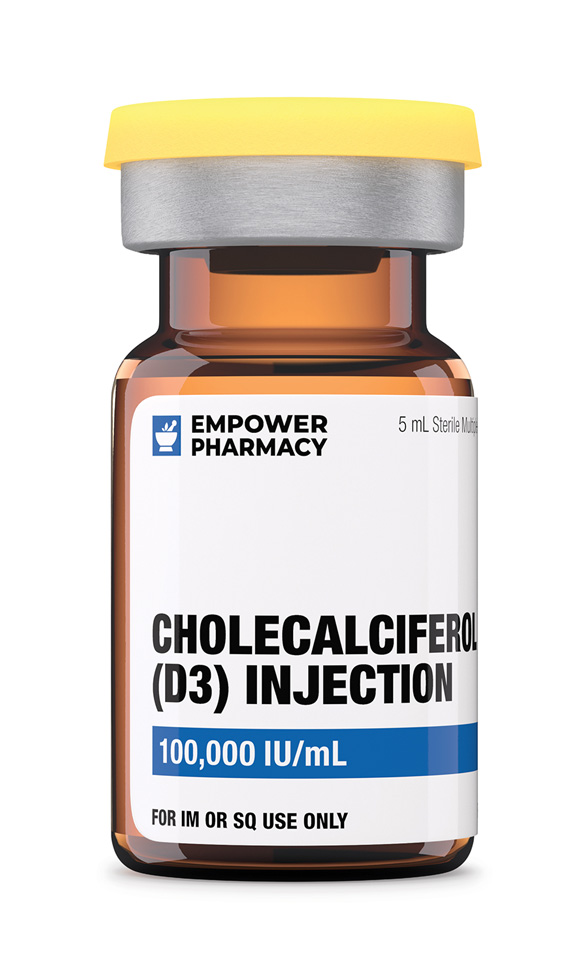 EMPOWER
PHARMACY
5 mL Sterile
CHOLECALCIFEROL
(D3) INJECTION
100,000 IU/mL
FOR IM OR SQ USE ONLY